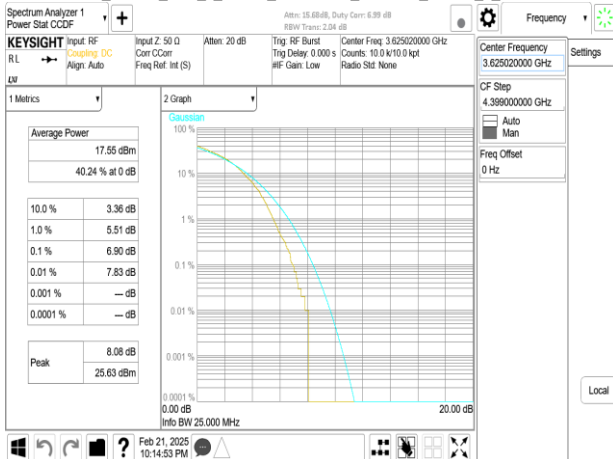 Spectrum Analyzer 1
Power Stat CCDF
Attn: 15.68dB, Duty Corr: 6.99 dB
RBW Trans: 2.04 dB
Frequency
KEYSIGHT
RL
Input: RF
Coupling: DC
Align: Auto
Input Z: 50 Ω
Corr CCorr
Freq Ref: Int (S)
Atten: 20 dB
Trig: RF Burst
Trig Delay: 0.000 s
#IF Gain: Low
Center Freq: 3.625020000 GHz
Counts: 10.0 k/10.0 kpt
Radio Std: None
Center Frequency
3.625020000 GHz
Settings
CF Step
4.399000000 GHz
Auto
Man
Freq Offset
0 Hz
Local
1 Metrics
Average Power
17.55 dBm
40.24 % at 0 dB
10.0 % 3.36 dB
1.0 % 5.51 dB
0.1 % 6.90 dB
0.01 % 7.83 dB
0.001 % --- dB
0.0001 % --- dB
Peak
8.08 dB
25.63 dBm
2 Graph
Gaussian
100 %
10 %
1 %
0.1 %
0.01 %
0.001 %
0.0001 %
0.00 dB 20.00 dB
Info BW 25.000 MHz
?
Feb 21, 2025
10:14:53 PM